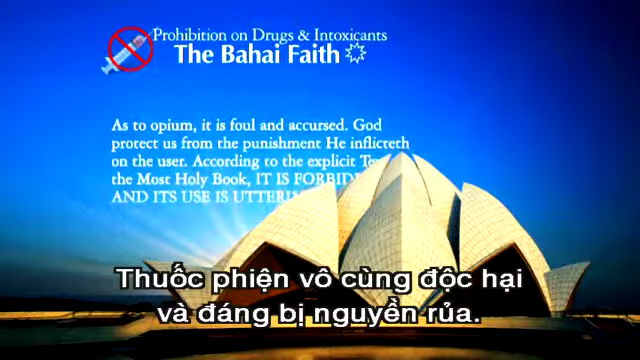 Prohibition on Drugs & Intoxicants
The Bahai Faith
As to opium, it is foul and accursed. God
protect us from the punishment He inflicteth
on the user. According to the explicit
the Most Holy Book, IT IS
AND ITS USE IS
Thuốc phiện vô cùng độc hại
và đáng bị nguyền rủa.